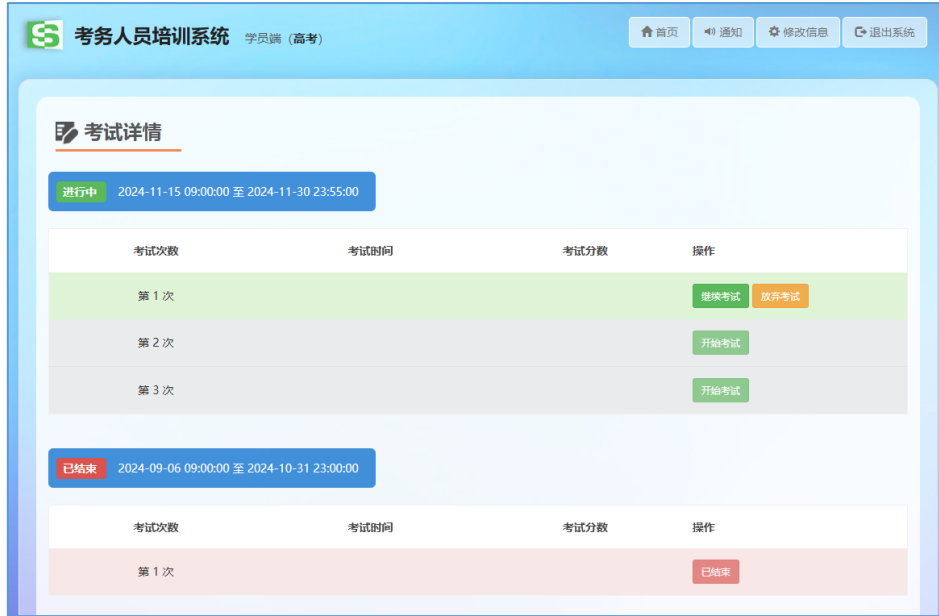 考务人员培训系统 学员端 (高考) 首页 通知 修改信息 退出系统
考试详情
进行中 2024-11-15 09:00:00 至 2024-11-30 23:55:00
考试次数 考试时间 考试分数 操作
第 1 次 继续考试 放弃考试
第 2 次 开始考试
第 3 次 开始考试
已结束 2024-09-06 09:00:00 至 2024-10-31 23:00:00
考试次数 考试时间 考试分数 操作
第 1 次 已结束